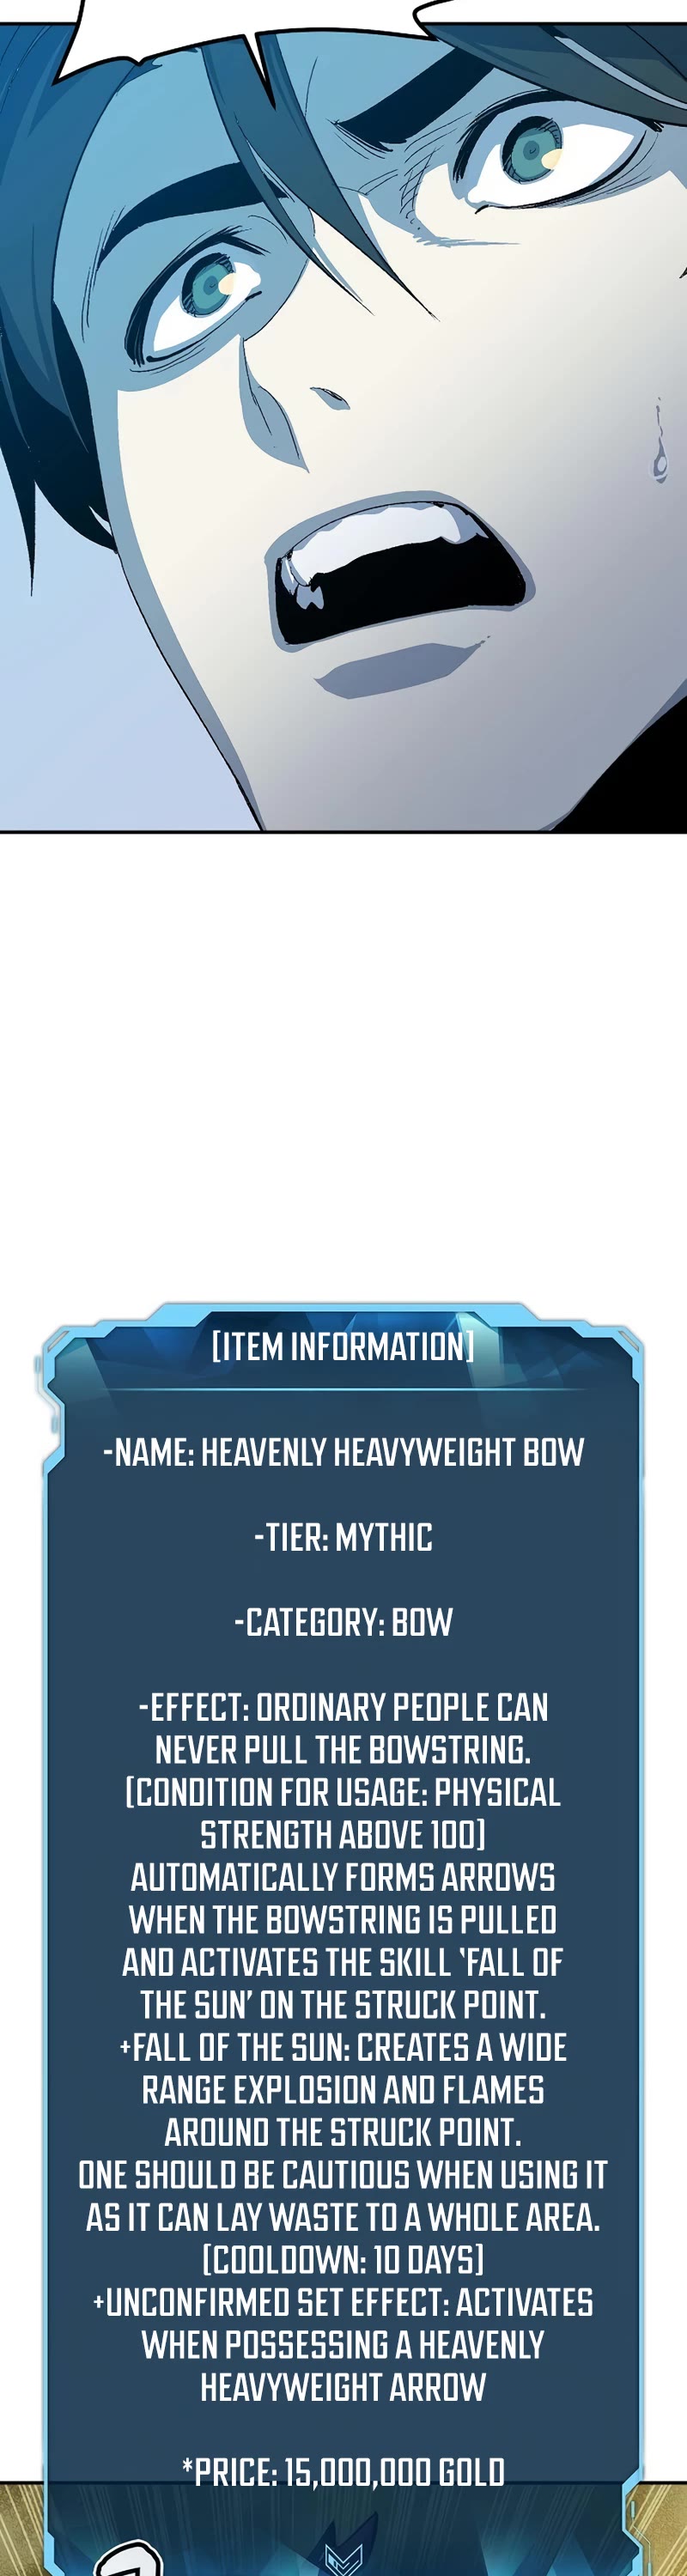 [ITEM INFORMATION]
-NAME: HEAVENLY HEAVYWEIGHT BOW
-TIER: MYTHIC
-CATEGORY: BOW
-EFFECT: ORDINARY PEOPLE CAN
NEVER PULL THE BOWSTRING.
[CONDITION FOR USAGE: PHYSICAL
STRENGTH ABOVE 100]
AUTOMATICALLY FORMS ARROWS
WHEN THE BOWSTRING IS PULLED
AND ACTIVATES THE SKILL 'FALL OF
THE SUN' ON THE STRUCK POINT.
+FALL OF THE SUN: CREATES A WIDE
RANGE EXPLOSION AND FLAMES
AROUND THE STRUCK POINT.
ONE SHOULD BE CAUTIOUS WHEN USING IT
AS IT CAN LAY WASTE TO A WHOLE AREA.
[COOLDOWN: 10 DAYS]
+UNCONFIRMED SET EFFECT: ACTIVATES
WHEN POSSESSING A HEAVENLY
HEAVYWEIGHT ARROW
*PRICE: 15,000,000 GOLD